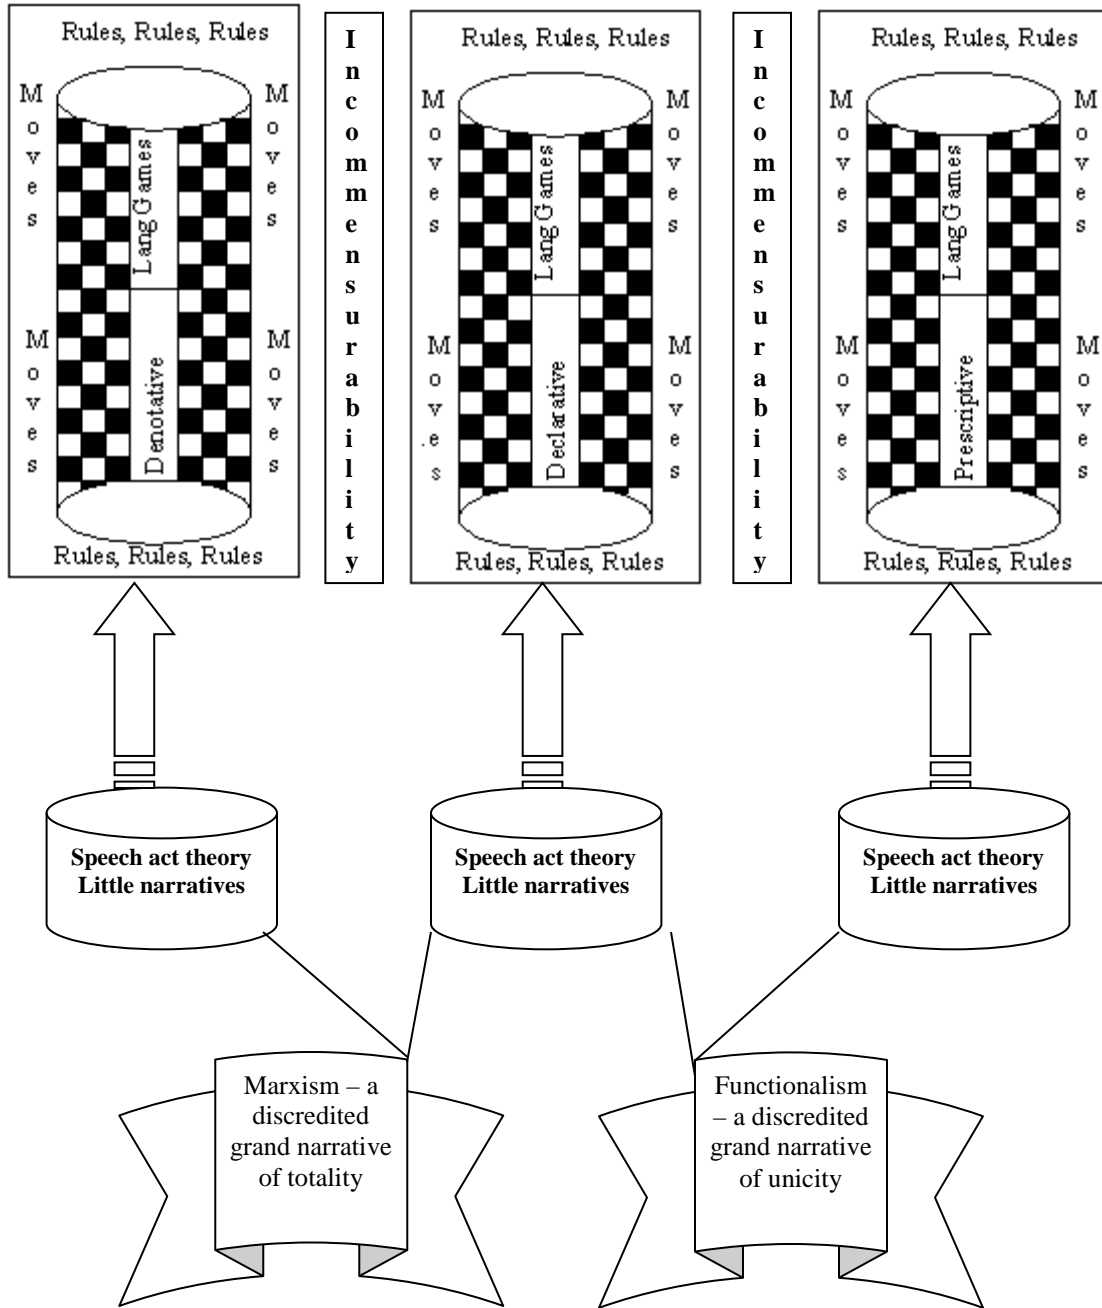 Rules, Rules, Rules
Moves
Moves
Lang Games
Denotative
Moves
Moves
Rules, Rules, Rules
Incommensurability
Rules, Rules, Rules
Moves
Moves
Lang Games
Declarative
Mov.es
Moves
Rules, Rules, Rules
Incommensurability
Rules, Rules, Rules
Moves
Moves
Lang Games
Prescriptive
Moves
Moves
Rules, Rules, Rules
Speech act theory
Little narratives
Speech act theory
Little narratives
Speech act theory
Little narratives
Marxism – a
discredited
grand narrative
of totality
Functionalism
– a discredited
grand narrative
of unicity